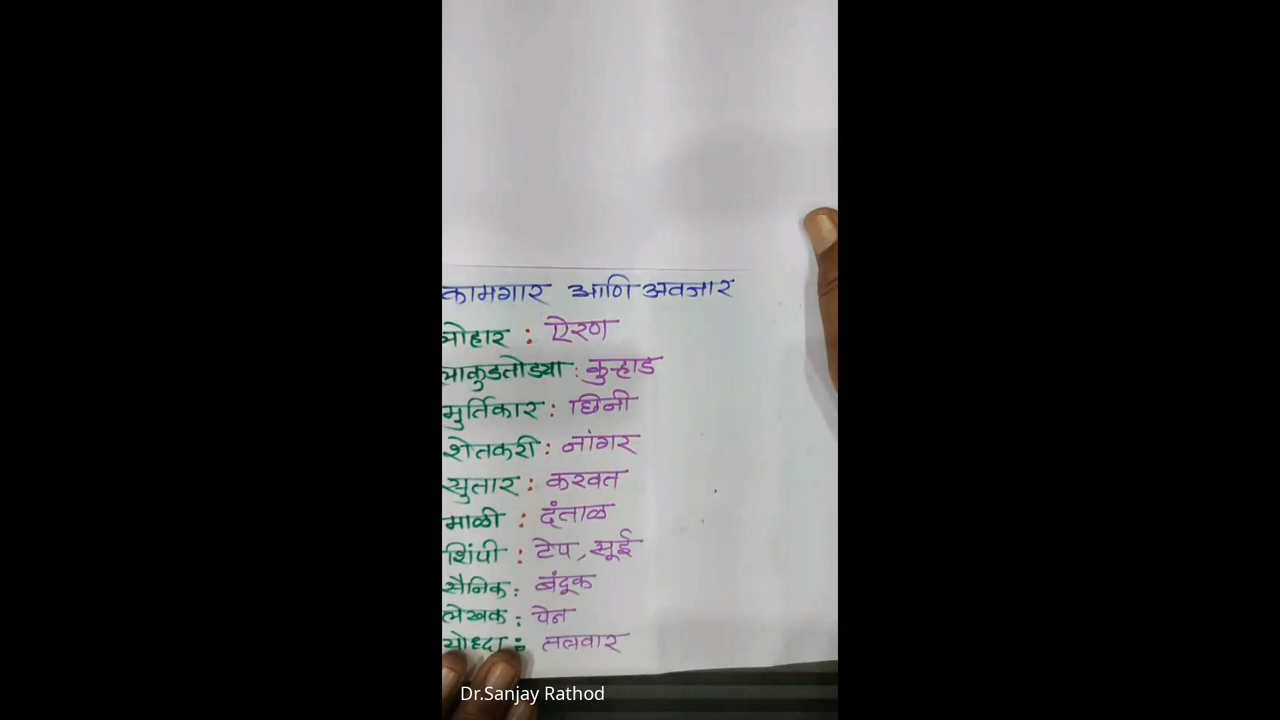 कामगार आणि अवजार
लोहार : ऐरण
लाकुडतोड्या : कुऱ्हाड
मुर्तिकार : छिनी
शेतकरी : नांगर
सुतार : करवत
माळी : दंताळ
शिंपी : टेप, सूई
सैनिक : बंदूक
लेखक : पेन
योद्धा : तलवार
Dr.Sanjay Rathod